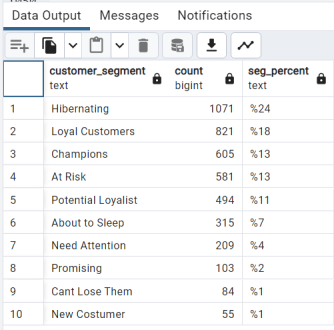 Data Output Messages Notifications
customer_segment count seg_percent
text bigint text
1 Hibernating 1071 %24
2 Loyal Customers 821 %18
3 Champions 605 %13
4 At Risk 581 %13
5 Potential Loyalist 494 %11
6 About to Sleep 315 %7
7 Need Attention 209 %4
8 Promising 103 %2
9 Cant Lose Them 84 %1
10 New Costumer 55 %1